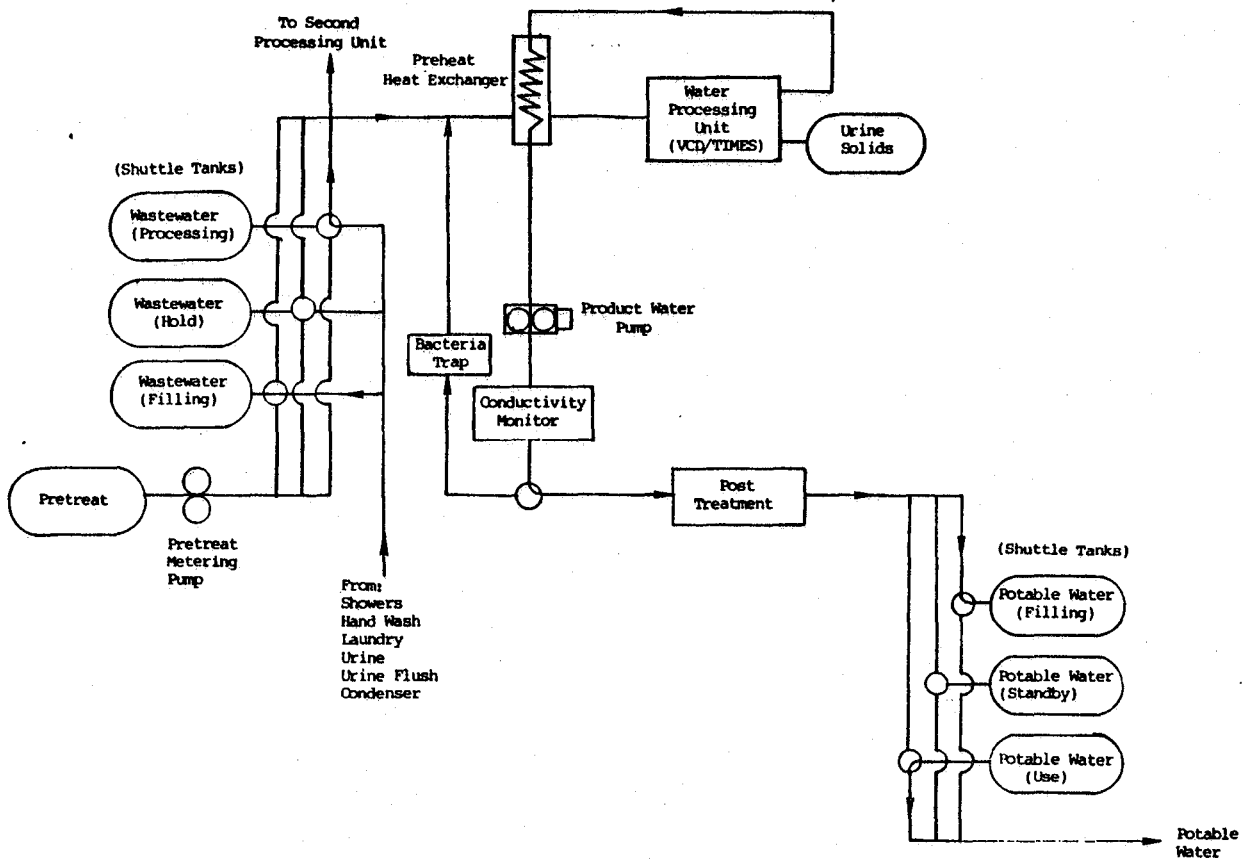 To Second
Processing Unit
Preheat
Heat Exchanger
Water
Processing
Unit
(VCD/TIMES)
Urine
Solids
(Shuttle Tanks)
Wastewater
(Processing)
Wastewater
(Hold)
Wastewater
(Filling)
Bacteria
Trap
Product Water
Pump
Conductivity
Monitor
Pretreat
Pretreat
Metering
Pump
Post
Treatment
From:
Showers
Hand Wash
Laundry
Urine
Urine Flush
Condenser
(Shuttle Tanks)
Potable Water
(Filling)
Potable Water
(Standby)
Potable Water
(Use)
Potable
Water